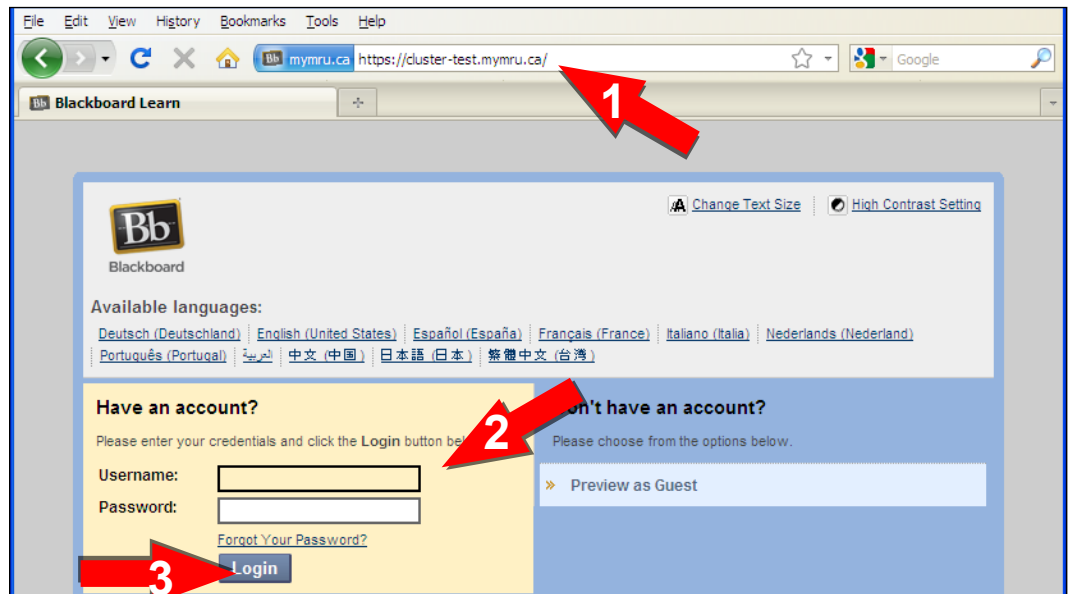 File Edit View History Bookmarks Tools Help
Bb mymru.ca https://cluster-test.mymru.ca/ Google
Bb Blackboard Learn
1
A Change Text Size High Contrast Setting
Bb
Blackboard
Available languages:
Deutsch (Deutschland) English (United States) Español (España) Français (France) Italiano (Italia) Nederlands (Nederland)
Português (Portugal) العربية 中文 (中国) 日本語 (日本) 繁體中文 (台湾)
Have an account?
Please enter your credentials and click the Login button
2
Username:
Password:
Forgot Your Password?
3 Login
have an account?
Please choose from the options below.
» Preview as Guest